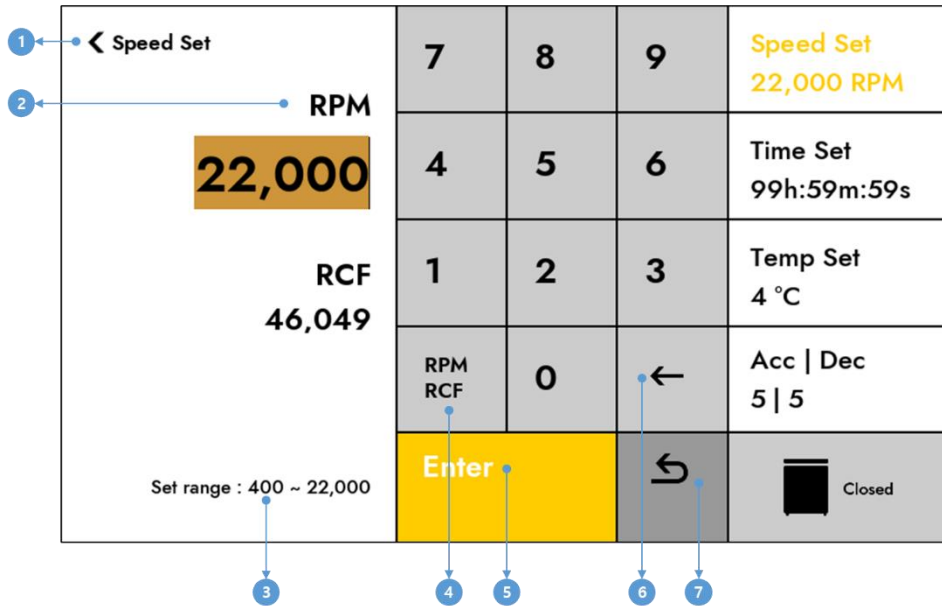 1
Speed Set
2
RPM
22,000
RCF
46,049
Set range : 400 ~ 22,000
7
8
9
4
5
6
1
2
3
RPM
RCF
0
←
Enter
Speed Set
22,000 RPM
Time Set
99h:59m:59s
Temp Set
4 °C
Acc | Dec
5 | 5
Closed
3
4
5
6
7